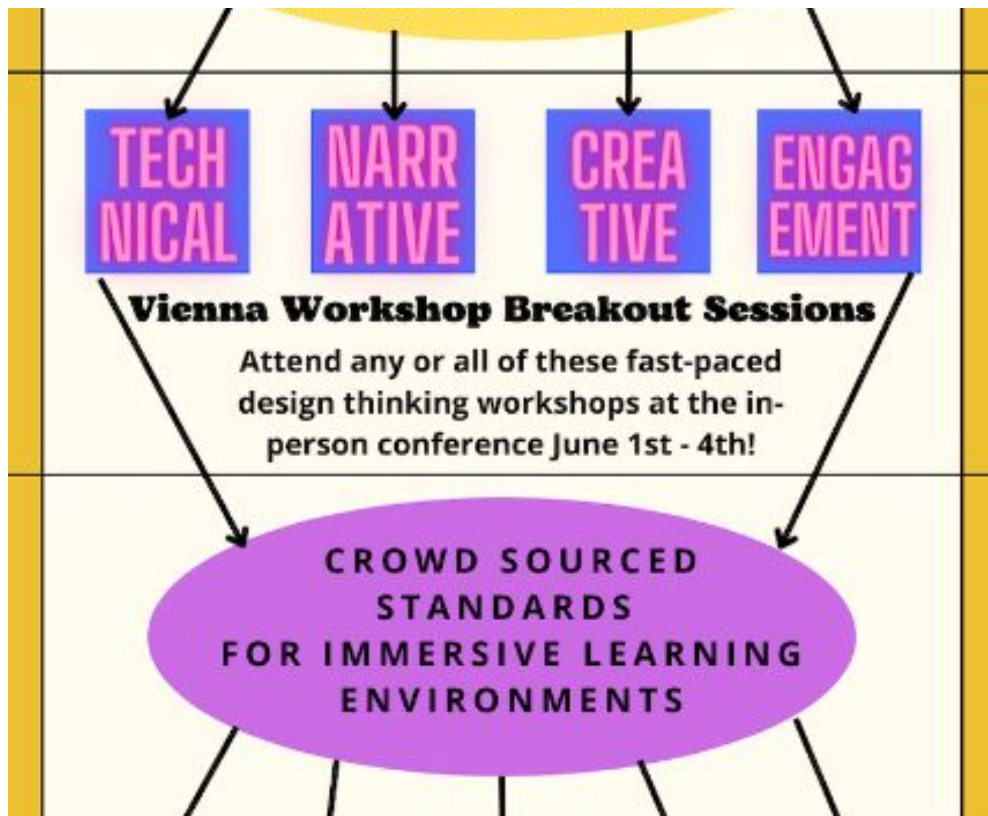 TECH
NICAL
NARR
ATIVE
CREA
TIVE
ENGAG
EMENT
Vienna Workshop Breakout Sessions
Attend any or all of these fast-paced
design thinking workshops at the in-
person conference June 1st - 4th!
CROWD SOURCED
STANDARDS
FOR IMMERSIVE LEARNING
ENVIRONMENTS